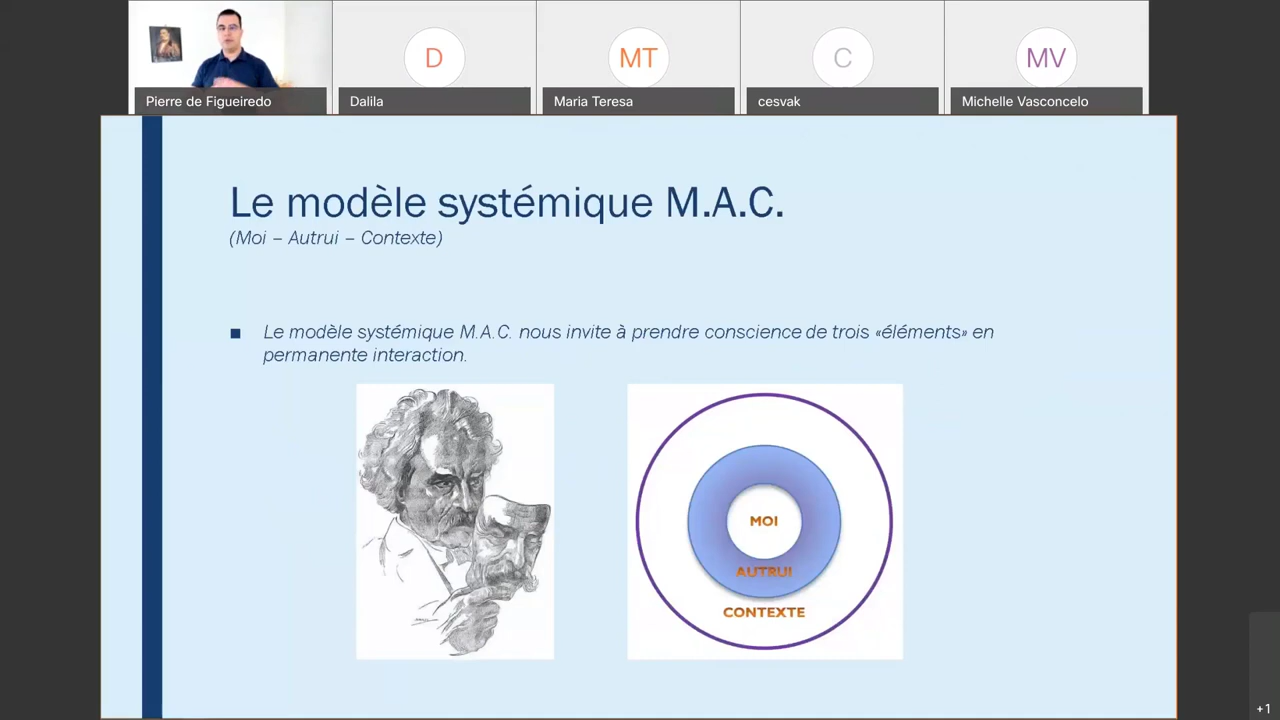 D
MT
C
MV
Pierre de Figueiredo
Dalila
Maria Teresa
cesvak
Michelle Vasconcelo
Le modèle systémique M.A.C.
(Moi – Autrui – Contexte)
Le modèle systémique M.A.C. nous invite à prendre conscience de trois «éléments» en
permanente interaction.
MOI
AUTRUI
CONTEXTE
+1